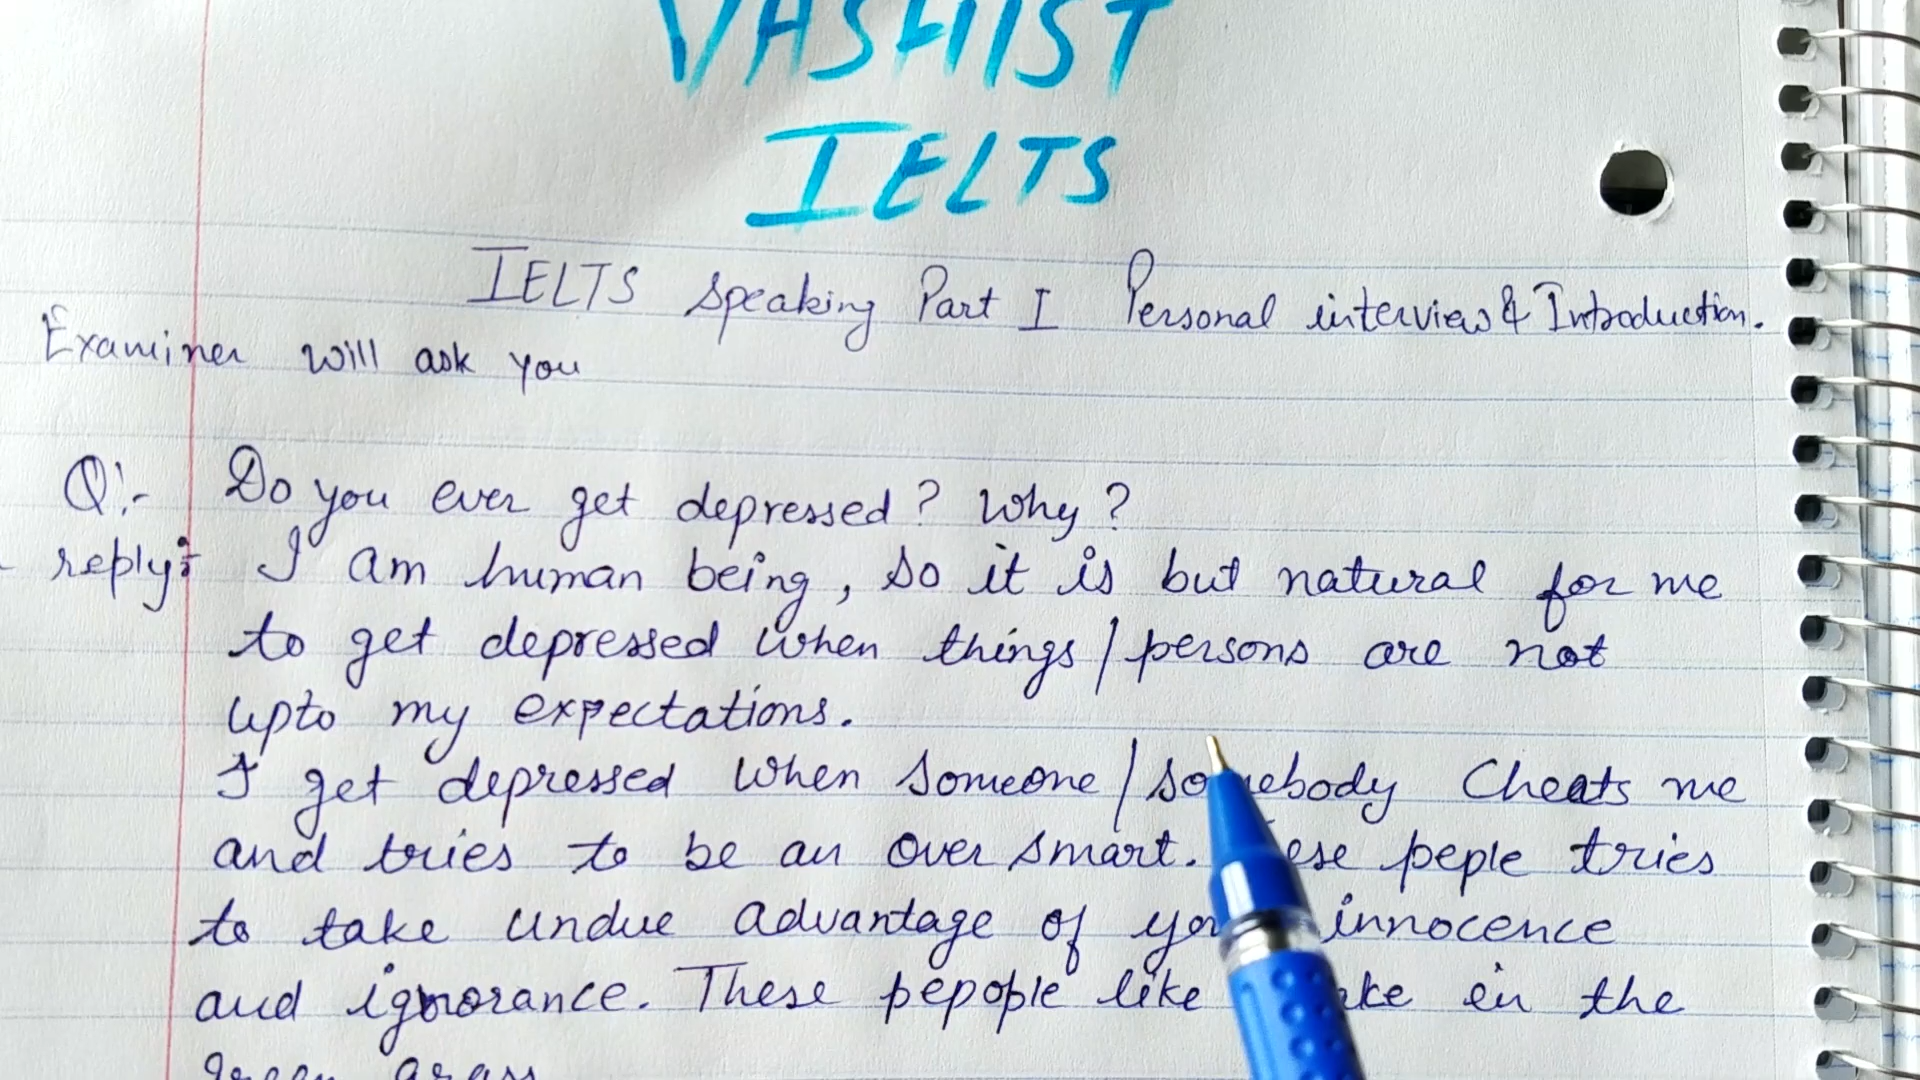 VASHIST
IELTS
IELTS Speaking Part I Personal interview & Introduction.
Examiner will ask you
Q:- Do you ever get depressed? Why?
reply:- I am human being, so it is but natural for me
to get depressed when things/persons are not
upto my expectations.
I get depressed when someone/somebody Cheats me
and tries to be an over smart. peple tries
to take undue advantage of innocence
and ignorance. These pepople like in the
green grass